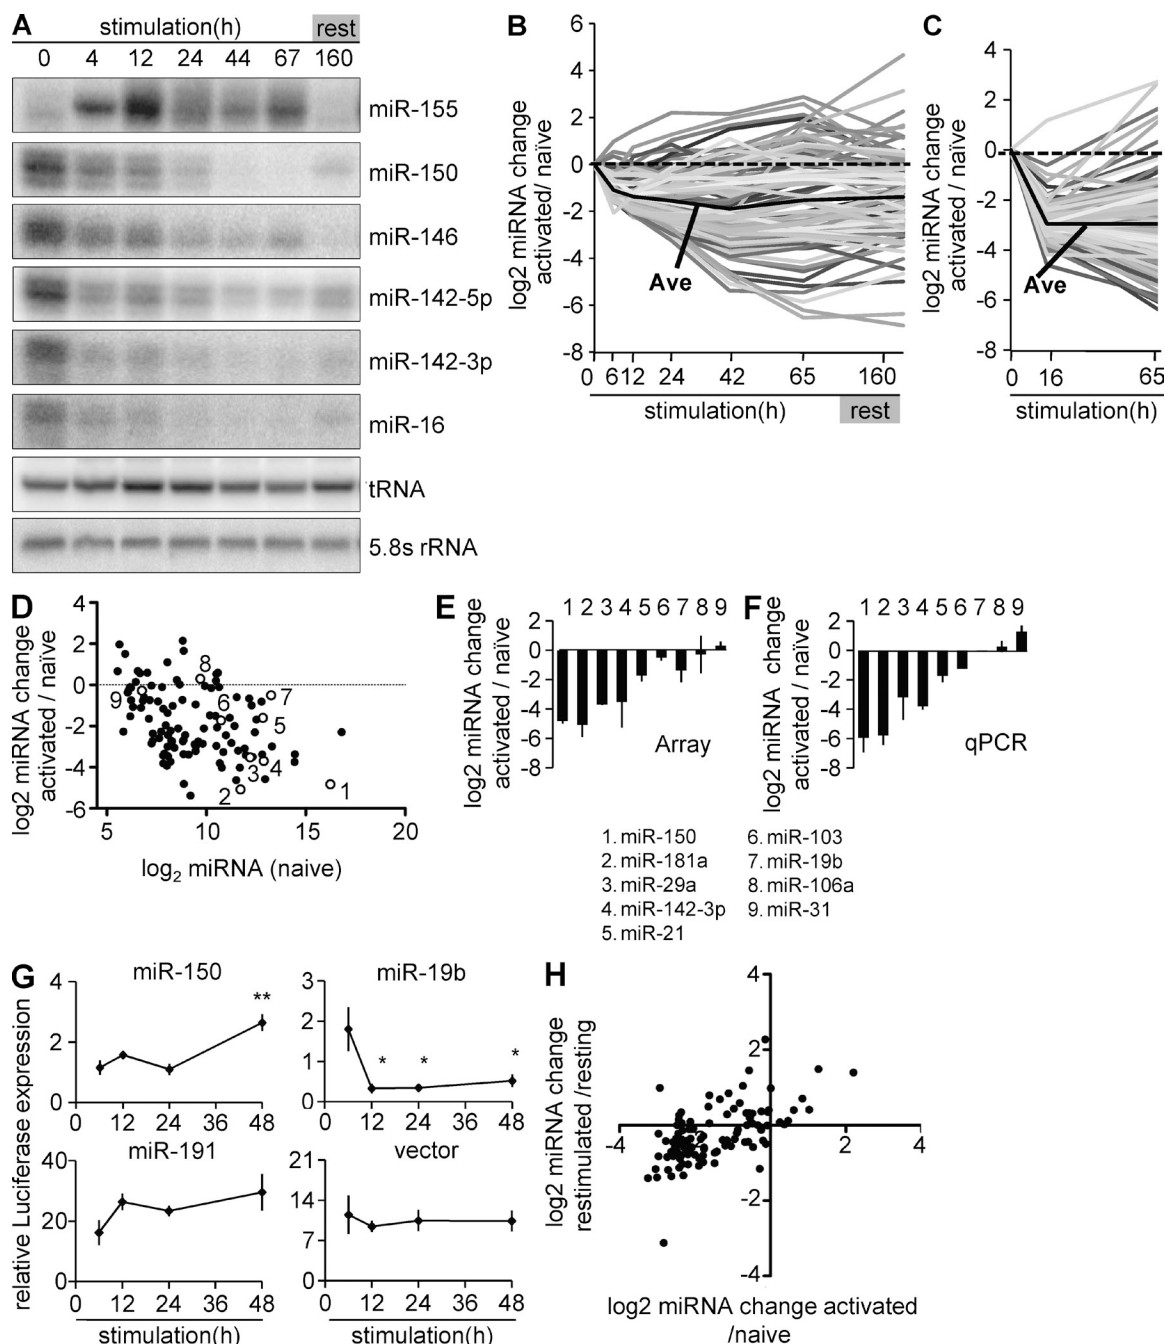 A
stimulation(h) rest
0 4 12 24 44 67 160
miR-155
miR-150
miR-146
miR-142-5p
miR-142-3p
miR-16
tRNA
5.8s rRNA
B
log2 miRNA change
activated/ naïve
6
4
2
0
-2
-4
-6
-8
Ave
0 6 12 24 42 65 160
stimulation(h) rest
C
log2 miRNA change
activated / naïve
4
2
0
-2
-4
-6
-8
Ave
0 16 65
stimulation(h)
D
log2 miRNA change
activated / naïve
4
2
0
-2
-4
-6
8
9
6
7
5
3
4
2
1
5 10 15 20
log2 miRNA (naive)
E
log2 miRNA change
activated / naïve
1 2 3 4 5 6 7 8 9
2
0
-2
-4
-6
-8
Array
F
log2 miRNA change
activated / naïve
1 2 3 4 5 6 7 8 9
2
0
-2
-4
-6
-8
qPCR
1. miR-150
2. miR-181a
3. miR-29a
4. miR-142-3p
5. miR-21
6. miR-103
7. miR-19b
8. miR-106a
9. miR-31
G
relative Luciferase expression
miR-150
4
2
0
**
0 12 24 36 48
miR-19b
3
2
1
0
* * *
0 12 24 36 48
miR-191
40
20
0
0 12 24 36 48
stimulation(h)
vector
21
14
7
0
0 12 24 36 48
stimulation(h)
H
log2 miRNA change
restimulated /resting
4
2
-2
-4
-4 -2 2 4
log2 miRNA change activated
/naive